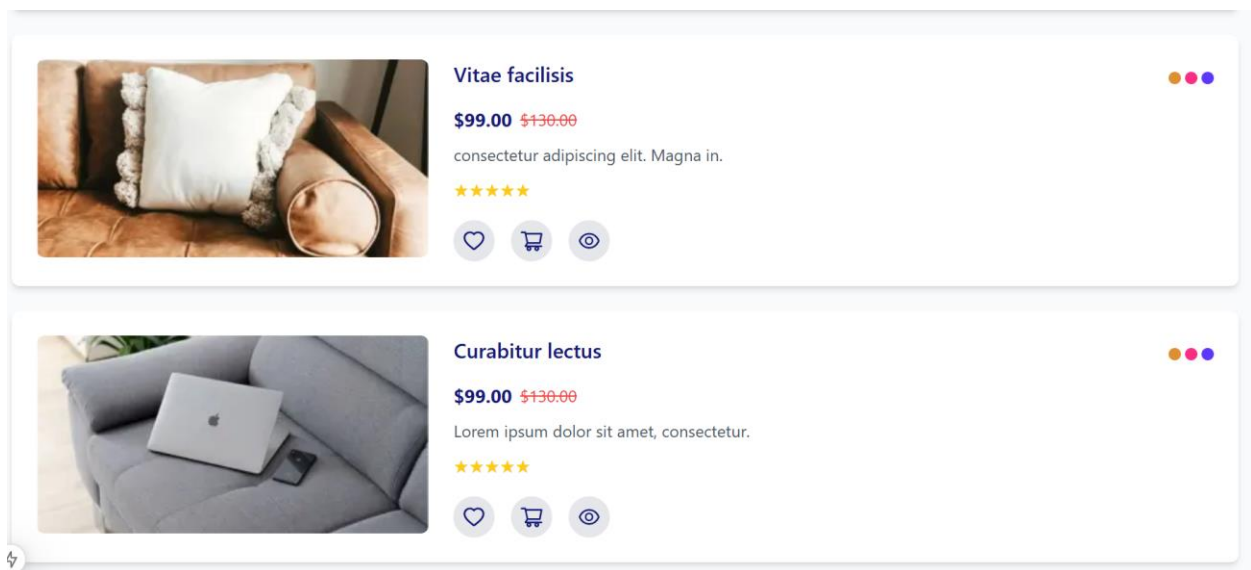 Vitae facilisis
$99.00 $130.00
consectetur adipiscing elit. Magna in.
★★★★★
Curabitur lectus
$99.00 $130.00
Lorem ipsum dolor sit amet, consectetur.
★★★★★